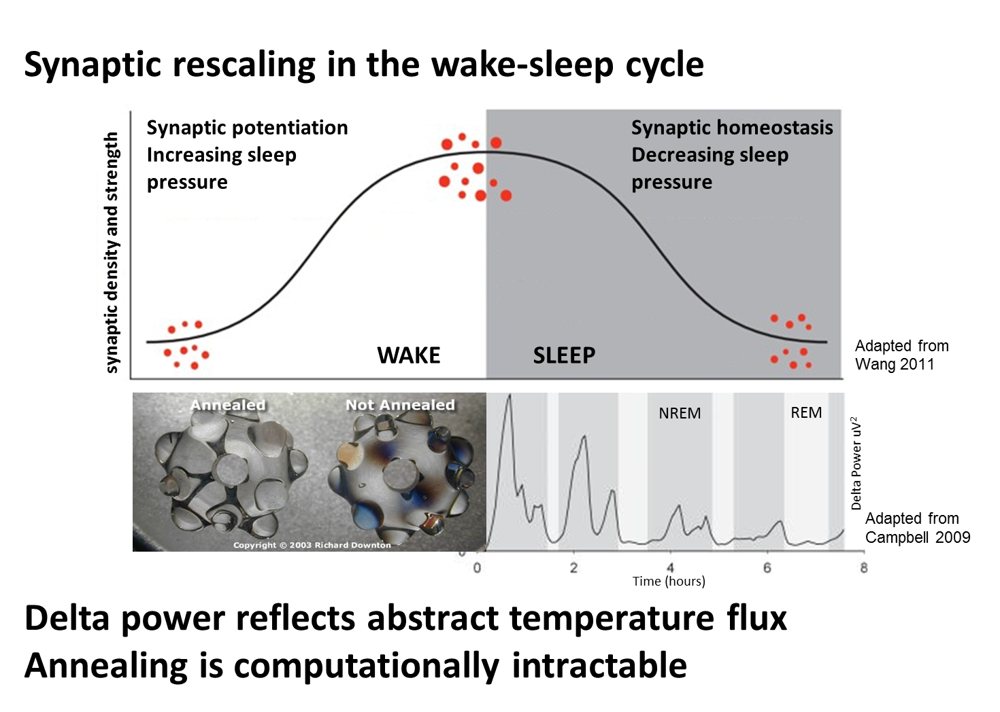 Synaptic rescaling in the wake-sleep cycle
synaptic density and strength
Synaptic potentiation
Increasing sleep
pressure
Synaptic homeostasis
Decreasing sleep
pressure
WAKE
SLEEP
Adapted from
Wang 2011
Annealed
Not Annealed
Copyright © 2003 Richard Downton
NREM
REM
Delta Power uV²
Adapted from
Campbell 2009
0
0 2 4 6 8
Time (hours)
Delta power reflects abstract temperature flux
Annealing is computationally intractable